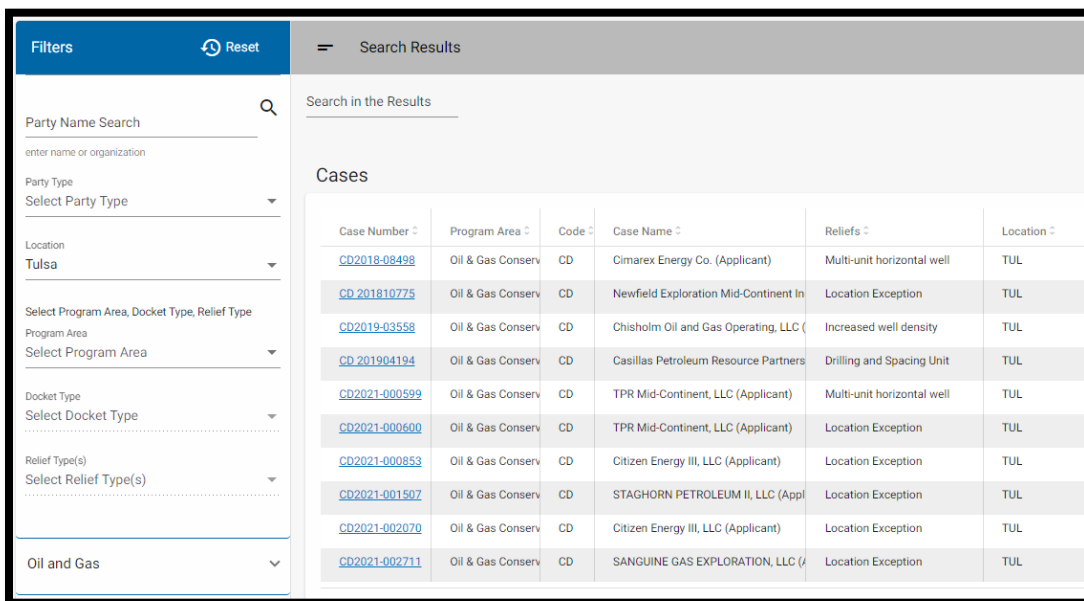 Filters
Reset
Party Name Search
enter name or organization
Party Type
Select Party Type
Location
Tulsa
Select Program Area, Docket Type, Relief Type
Program Area
Select Program Area
Docket Type
Select Docket Type
Relief Type(s)
Select Relief Type(s)
Oil and Gas
Search Results
Search in the Results
Cases
Case Number Program Area Code Case Name Reliefs Location
CD2018-08498 Oil & Gas Conserv CD Cimarex Energy Co. (Applicant) Multi-unit horizontal well TUL
CD 201810775 Oil & Gas Conserv CD Newfield Exploration Mid-Continent In Location Exception TUL
CD2019-03558 Oil & Gas Conserv CD Chisholm Oil and Gas Operating, LLC ( Increased well density TUL
CD 201904194 Oil & Gas Conserv CD Casillas Petroleum Resource Partners Drilling and Spacing Unit TUL
CD2021-000599 Oil & Gas Conserv CD TPR Mid-Continent, LLC (Applicant) Multi-unit horizontal well TUL
CD2021-000600 Oil & Gas Conserv CD TPR Mid-Continent, LLC (Applicant) Location Exception TUL
CD2021-000853 Oil & Gas Conserv CD Citizen Energy III, LLC (Applicant) Location Exception TUL
CD2021-001507 Oil & Gas Conserv CD STAGHORN PETROLEUM II, LLC (Appl Location Exception TUL
CD2021-002070 Oil & Gas Conserv CD Citizen Energy III, LLC (Applicant) Location Exception TUL
CD2021-002711 Oil & Gas Conserv CD SANGUINE GAS EXPLORATION, LLC (A Location Exception TUL